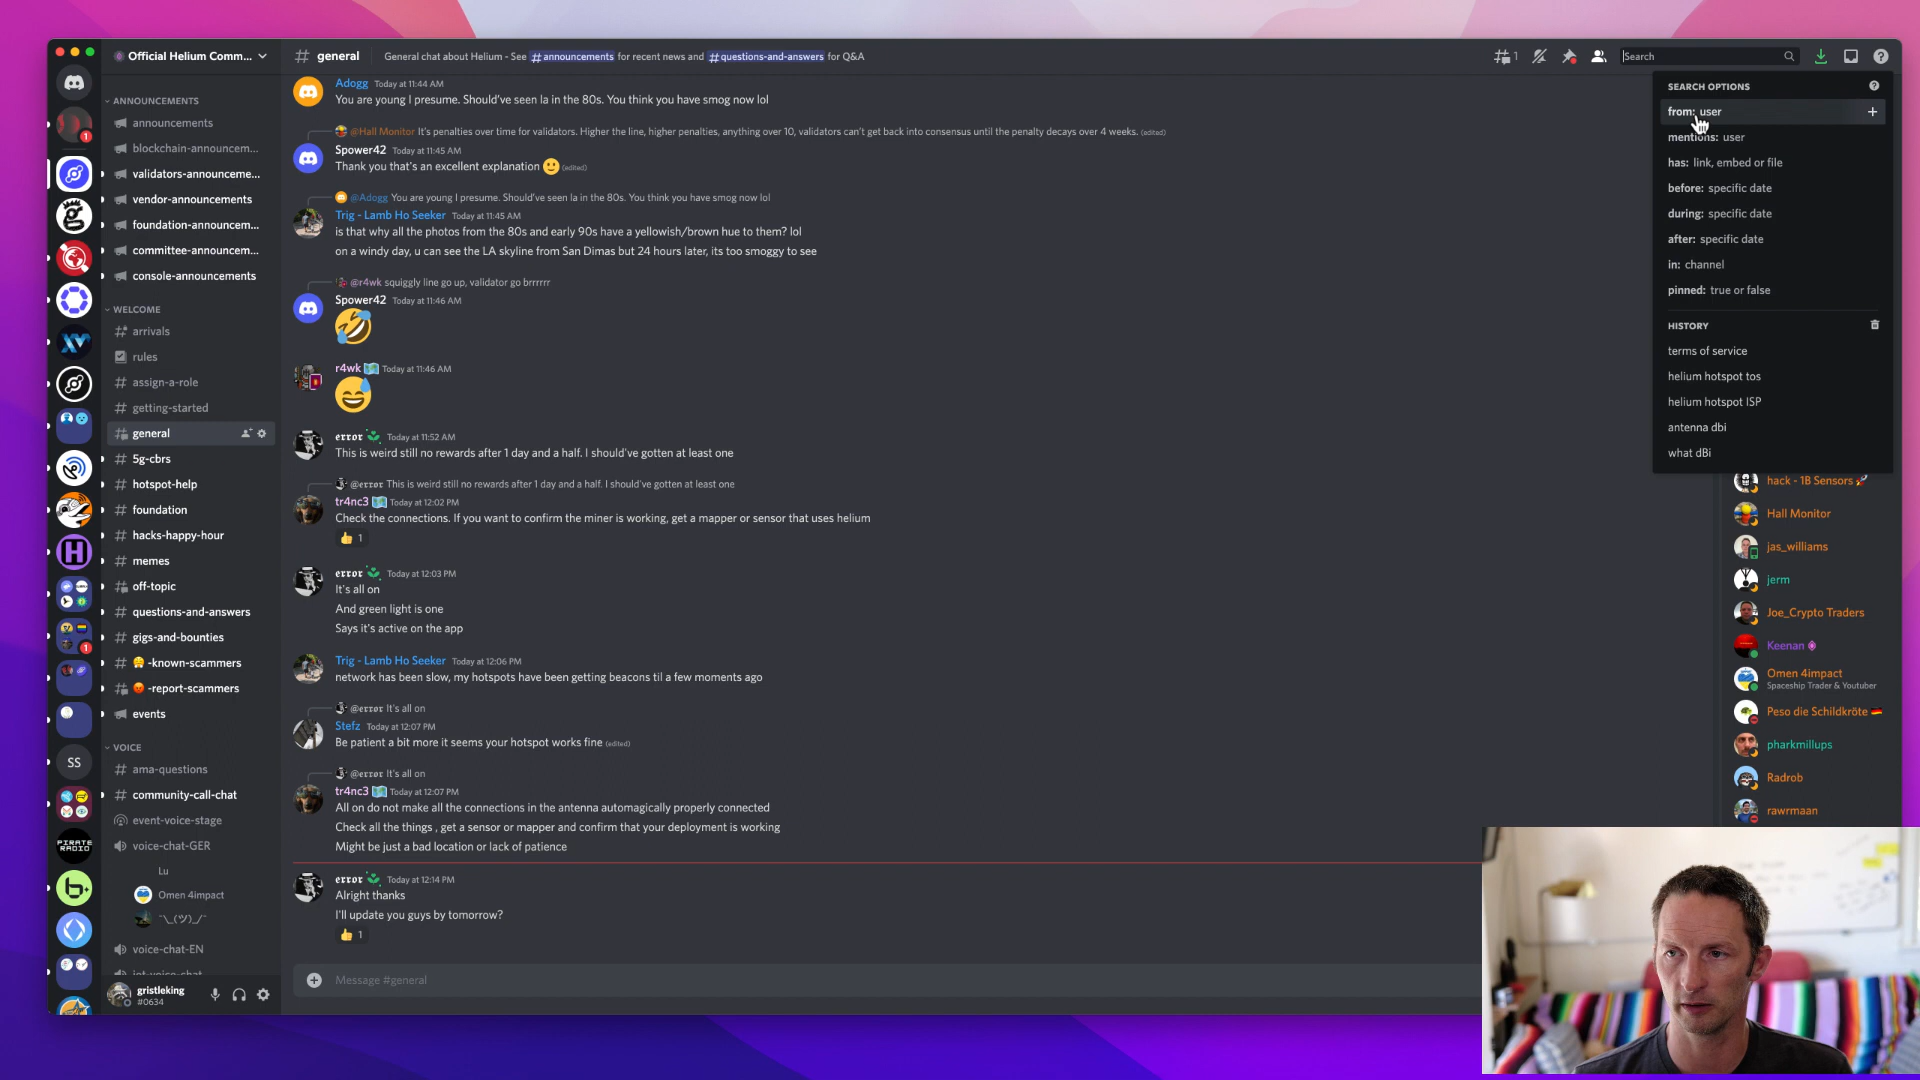 Official Helium Comm...
general
General chat about Helium - See #announcements for recent news and #questions-and-answers for Q&A
1
Search
ANNOUNCEMENTS
announcements
blockchain-announcem...
validators-announceme...
vendor-announcements
foundation-announcem...
committee-announcem...
console-announcements
WELCOME
arrivals
rules
assign-a-role
getting-started
general
5g-cbrs
hotspot-help
foundation
hacks-happy-hour
memes
off-topic
questions-and-answers
gigs-and-bounties
-known-scammers
-report-scammers
events
VOICE
ama-questions
community-call-chat
event-voice-stage
voice-chat-GER
Lu
Omen 4impact
¯\_(ツ)_/¯
voice-chat-EN
iot-voice-chat
gristleking
#0634
1
1
SS
PIRATE
RADIO
Adogg Today at 11:44 AM
You are young I presume. Should've seen la in the 80s. You think you have smog now lol
@Hall Monitor It's penalties over time for validators. Higher the line, higher penalties, anything over 10, validators can't get back into consensus until the penalty decays over 4 weeks. (edited)
Spower42 Today at 11:45 AM
Thank you that's an excellent explanation 🙂 (edited)
@Adogg You are young I presume. Should've seen la in the 80s. You think you have smog now lol
Trig - Lamb Ho Seeker Today at 11:45 AM
is that why all the photos from the 80s and early 90s have a yellowish/brown hue to them? lol
on a windy day, u can see the LA skyline from San Dimas but 24 hours later, its too smoggy to see
@r4wk squiggly line go up, validator go brrrrrr
Spower42 Today at 11:46 AM
r4wk Today at 11:46 AM
error Today at 11:52 AM
This is weird still no rewards after 1 day and a half. I should've gotten at least one
@error This is weird still no rewards after 1 day and a half. I should've gotten at least one
tr4nc3 Today at 12:02 PM
Check the connections. If you want to confirm the miner is working, get a mapper or sensor that uses helium
👍 1
error Today at 12:03 PM
It's all on
And green light is one
Says it's active on the app
Trig - Lamb Ho Seeker Today at 12:06 PM
network has been slow, my hotspots have been getting beacons til a few moments ago
@error It's all on
Stefz Today at 12:07 PM
Be patient a bit more it seems your hotspot works fine (edited)
@error It's all on
tr4nc3 Today at 12:07 PM
All on do not make all the connections in the antenna automagically properly connected
Check all the things , get a sensor or mapper and confirm that your deployment is working
Might be just a bad location or lack of patience
error Today at 12:14 PM
Alright thanks
I'll update you guys by tomorrow?
👍 1
Message #general
SEARCH OPTIONS
from: user
mentions: user
has: link, embed or file
before: specific date
during: specific date
after: specific date
in: channel
pinned: true or false
HISTORY
terms of service
helium hotspot tos
helium hotspot ISP
antenna dbi
what dBi
hack - 1B Sensors 🚀
Hall Monitor
jas_williams
jerm
Joe_Crypto Traders
Keenan
Omen 4impact
Spaceship Trader & Youtuber
Peso die Schildkröte
pharkmillups
Radrob
rawrmaan